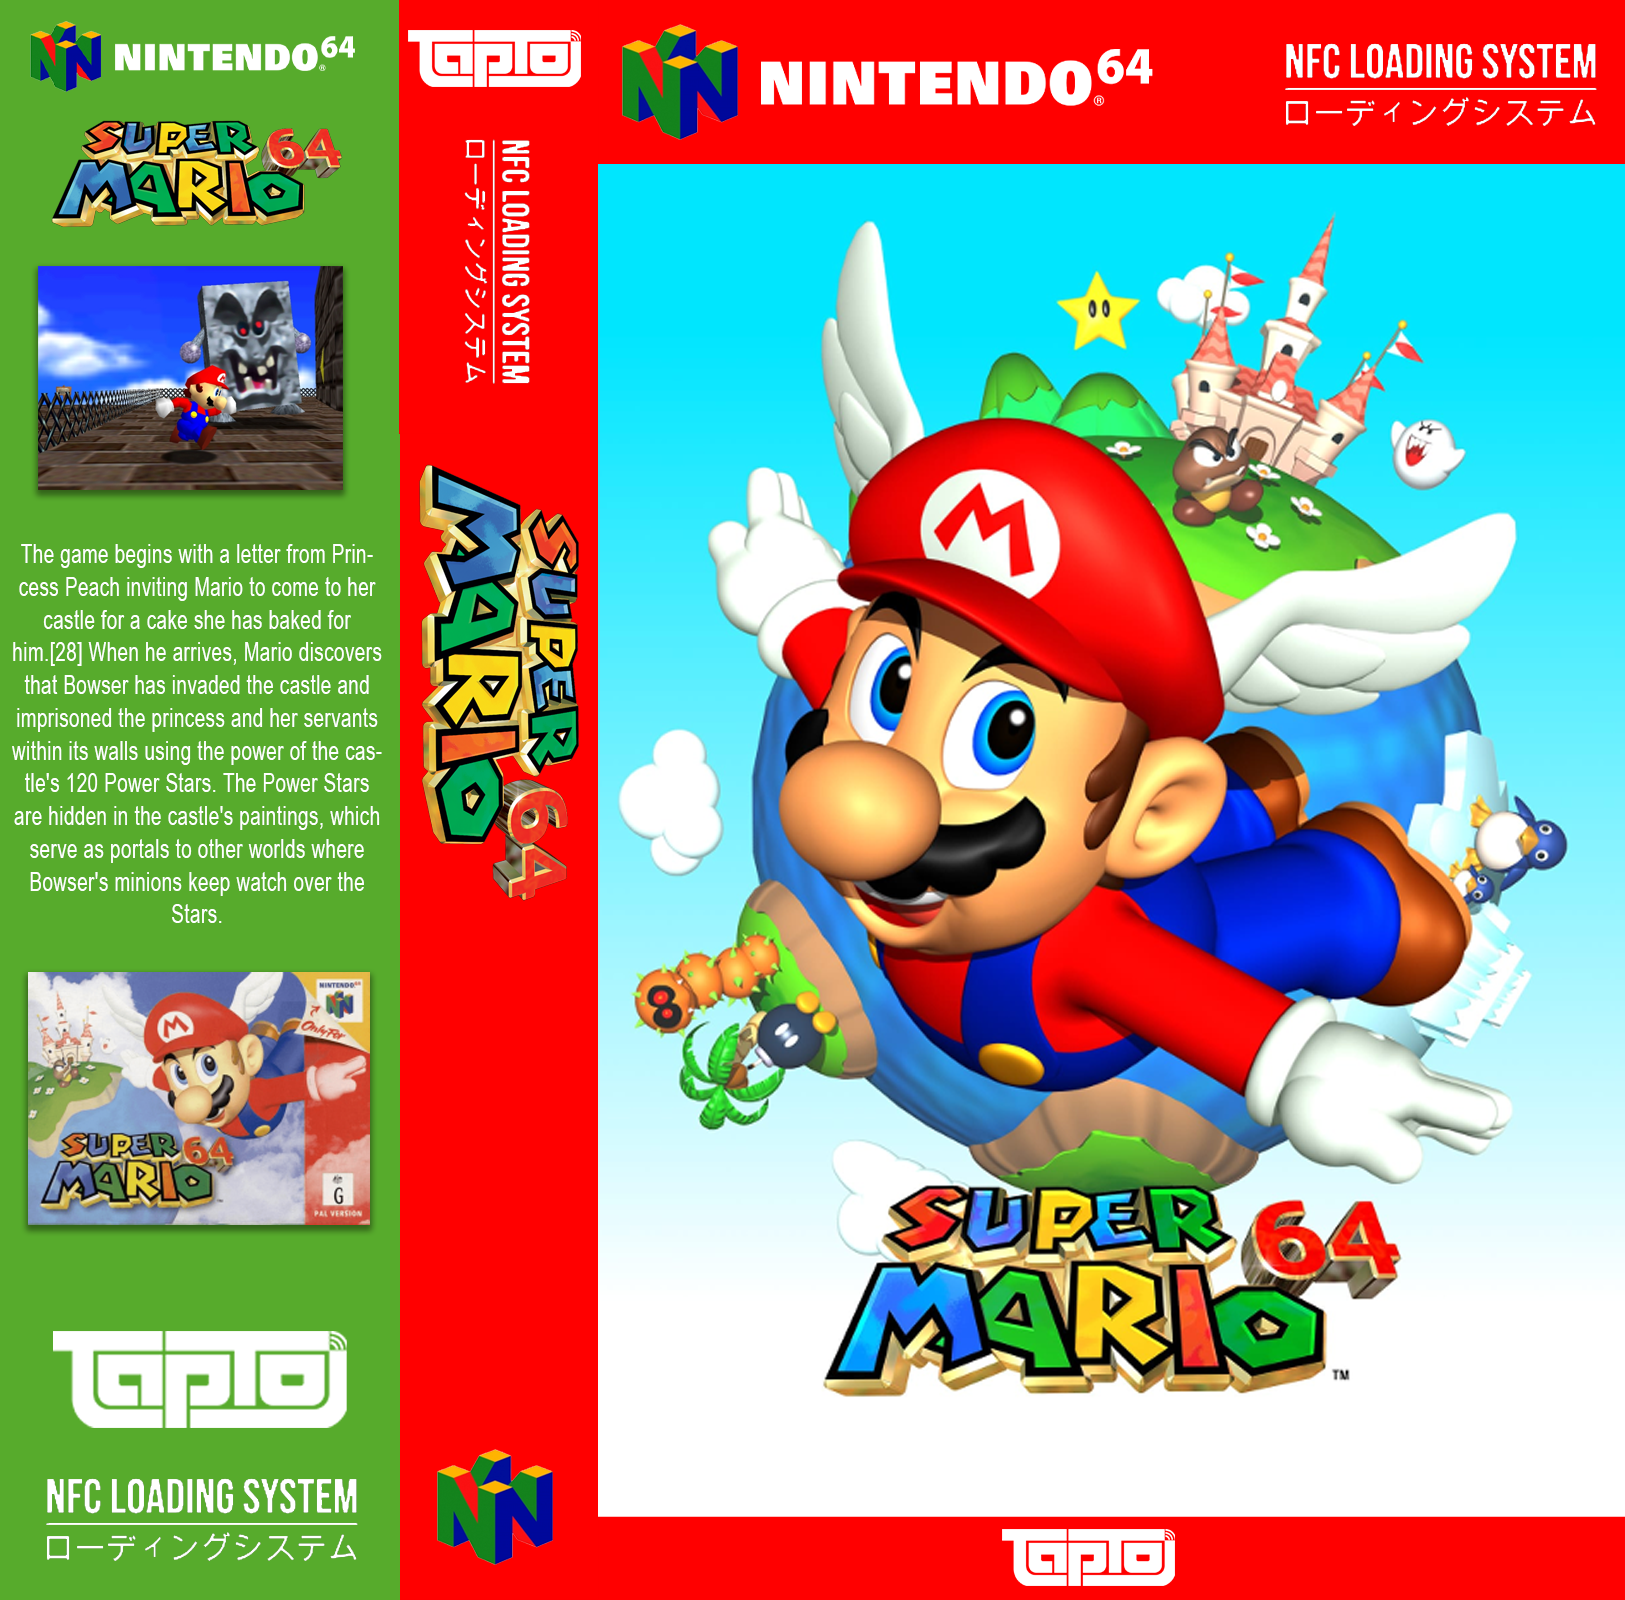 NINTENDO64®
SUPER
MARIO 64
The game begins with a letter from Prin-
cess Peach inviting Mario to come to her
castle for a cake she has baked for
him.[28] When he arrives, Mario discovers
that Bowser has invaded the castle and
imprisoned the princess and her servants
within its walls using the power of the cas-
tle's 120 Power Stars. The Power Stars
are hidden in the castle's paintings, which
serve as portals to other worlds where
Bowser's minions keep watch over the
Stars.
NINTENDO64
Only For
M
SUPER
MARIO 64
G
PAL VERSION
TapTo
NFC LOADING SYSTEM
ローディングシステム
TapTo
NFC LOADING SYSTEM
ローディングシステム
SUPER
MARIO 64
NINTENDO64®
NFC LOADING SYSTEM
ローディングシステム
M
SUPER
MARIO 64
TM
TapTo